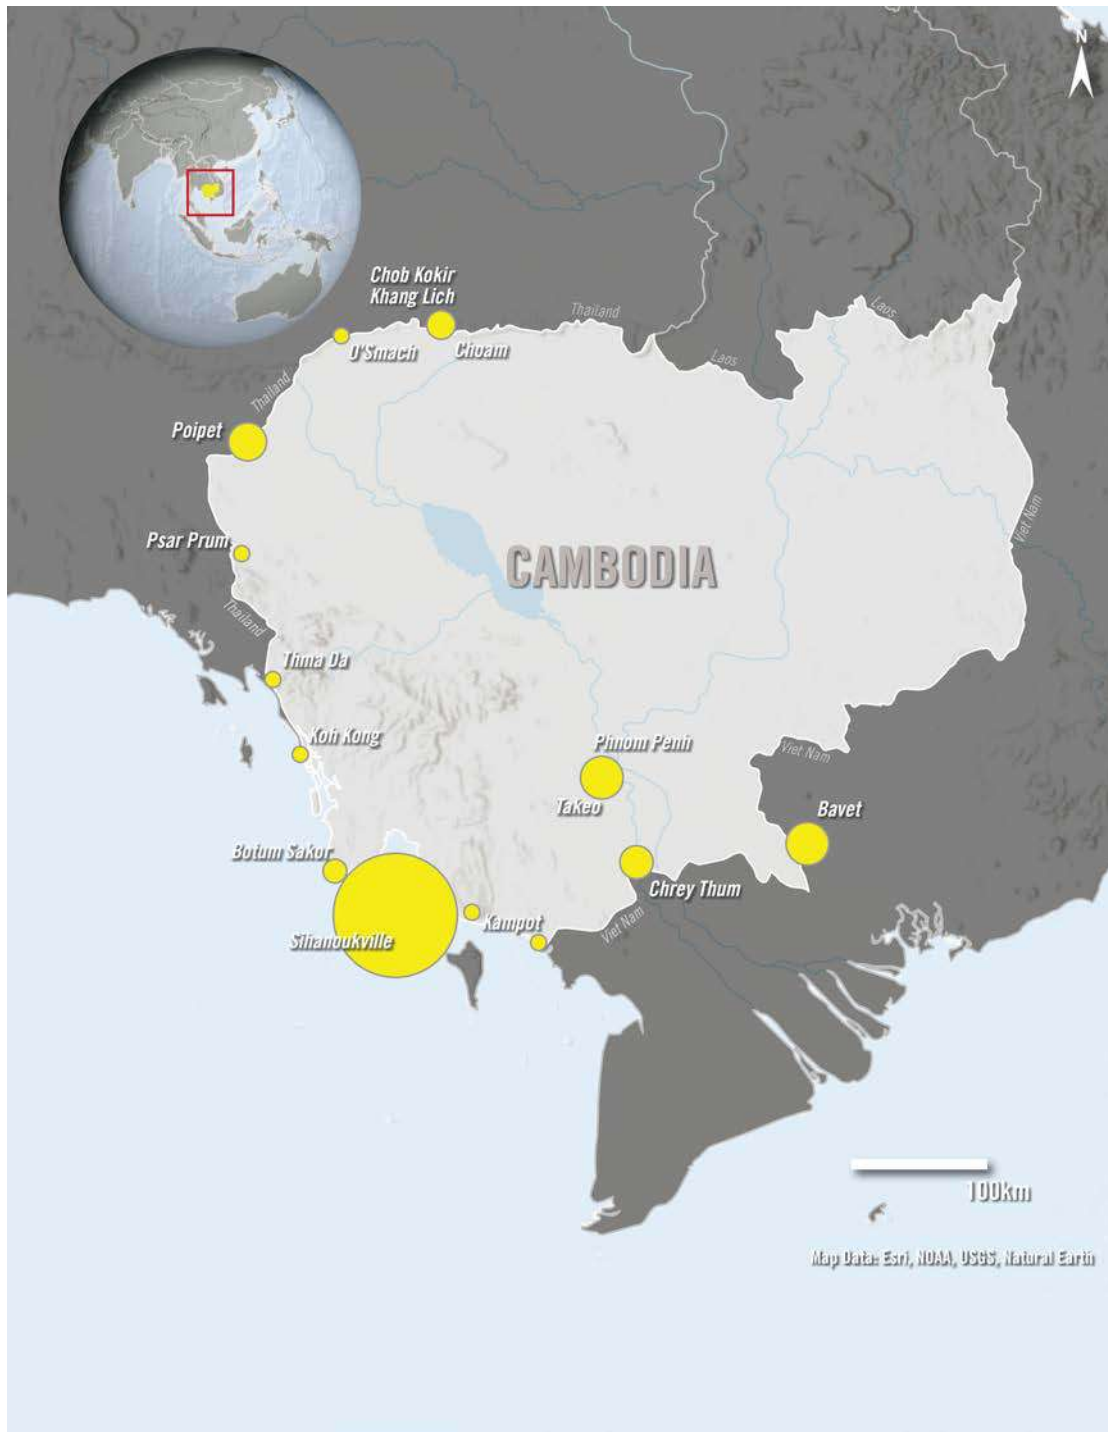 N
Chob Kokir
Khang Lich
O'Smach
Choam
Thailand
Laos
Laos
Thailand
Poipet
Psar Prum
CAMBODIA
Viet Nam
Thailand
Thma Da
Koh Kong
Phnom Penh
Viet Nam
Takeo
Bavet
Botum Sakor
Chrey Thum
Sihanoukville
Kampot
Viet Nam
100km
Map Data: Esri, NOAA, USGS, Natural Earth